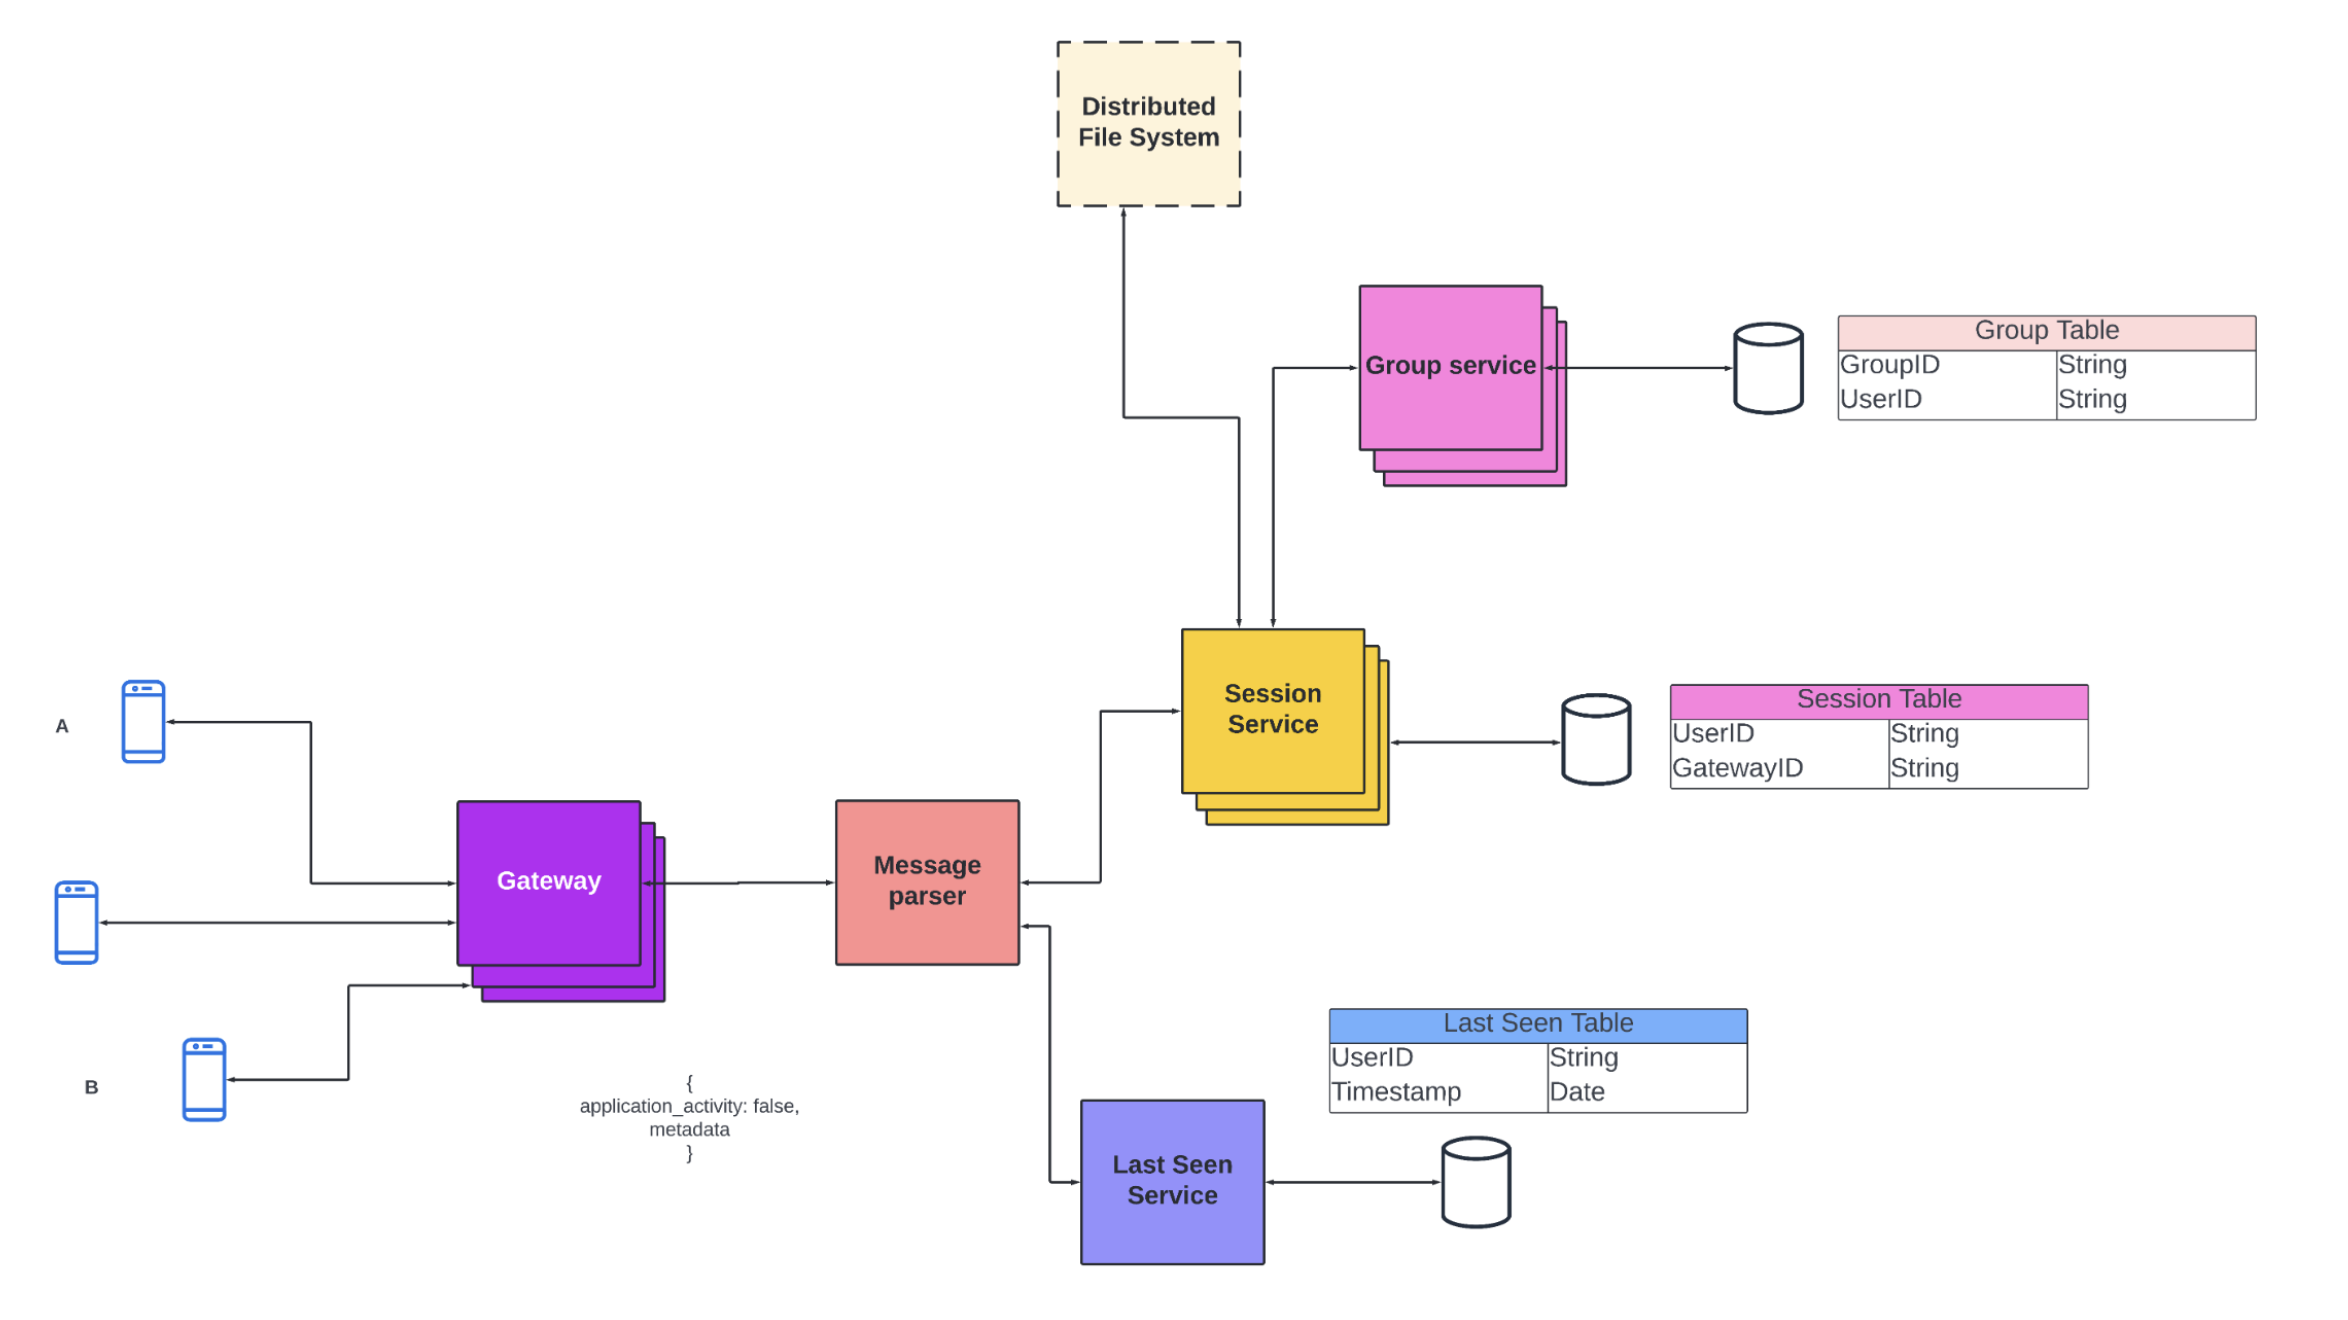 Distributed
File System
Group service
Group Table
GroupID String
UserID String
Session
Service
Session Table
UserID String
GatewayID String
A
Gateway
Message
parser
B
{
application_activity: false,
metadata
}
Last Seen Table
UserID String
Timestamp Date
Last Seen
Service